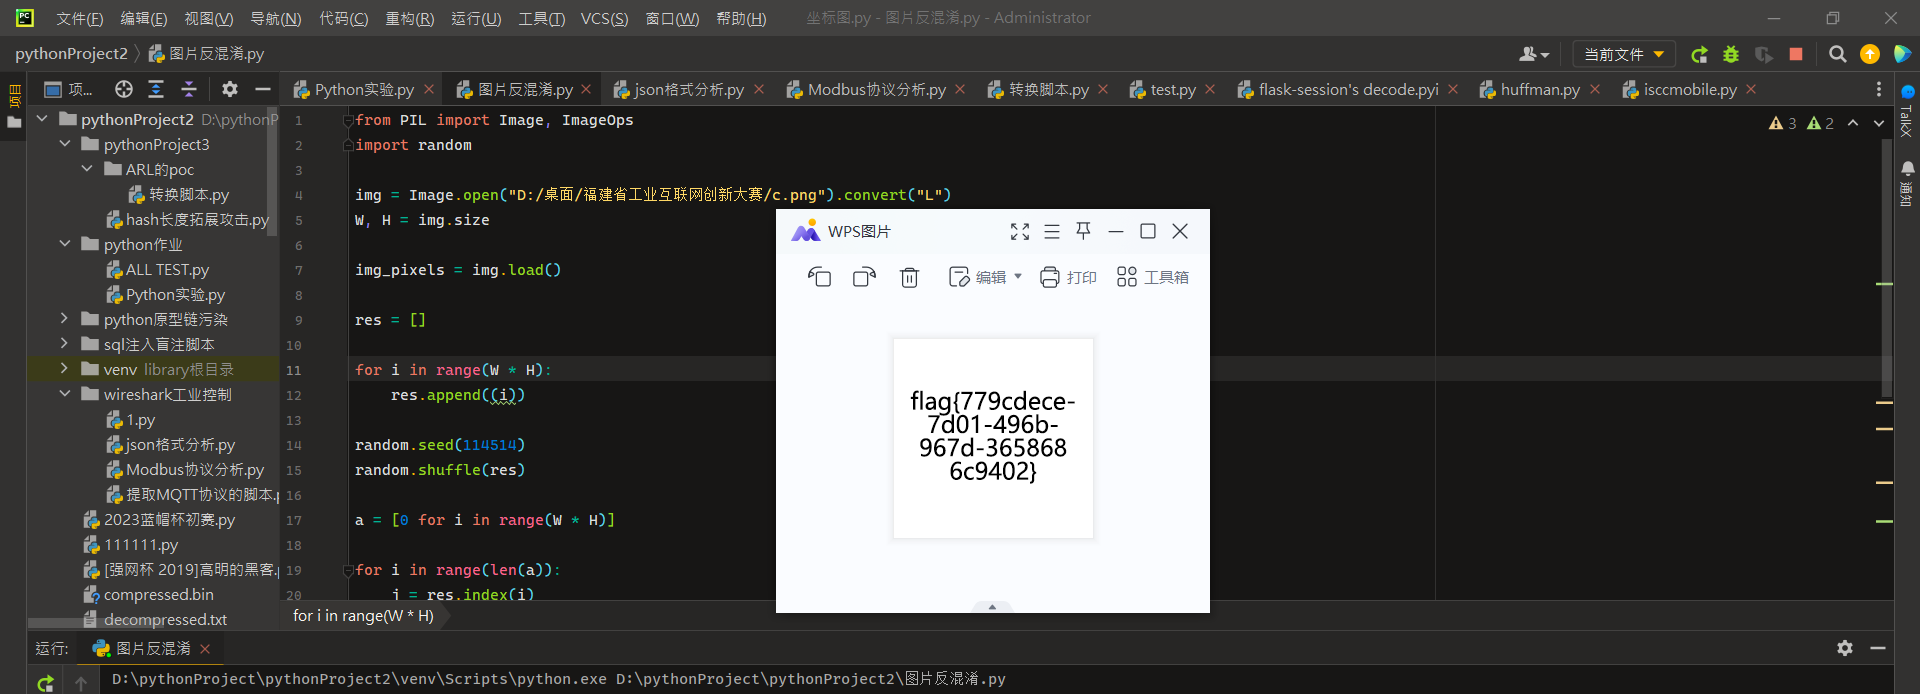 PC 文件(F) 编辑(E) 视图(V) 导航(N) 代码(C) 重构(R) 运行(U) 工具(T) VCS(S) 窗口(W) 帮助(H) 坐标图.py - 图片反混淆.py - Administrator
pythonProject2 图片反混淆.py 当前文件
项目 项... Python实验.py 图片反混淆.py json格式分析.py Modbus协议分析.py 转换脚本.py test.py flask-session's decode.pyi huffman.py isccmobile.py
pythonProject2 D:\pythonP
pythonProject3
ARL的poc
转换脚本.py
hash长度拓展攻击.py
python作业
ALL TEST.py
Python实验.py
python原型链污染
sql注入盲注脚本
venv library根目录
wireshark工业控制
1.py
json格式分析.py
Modbus协议分析.py
提取MQTT协议的脚本.
2023蓝帽杯初赛.py
111111.py
[强网杯 2019]高明的黑客.
compressed.bin
decompressed.txt
1 from PIL import Image, ImageOps
2 import random
3
4 img = Image.open("D:/桌面/福建省工业互联网创新大赛/c.png").convert("L")
5 W, H = img.size
6
7 img_pixels = img.load()
8
9 res = []
10
11 for i in range(W * H):
12 res.append((i))
13
14 random.seed(114514)
15 random.shuffle(res)
16
17 a = [0 for i in range(W * H)]
18
19 for i in range(len(a)):
20 j = res.index(i)
for i in range(W * H)
3 2
TalkX
通知
WPS图片
编辑 打印 工具箱
flag{779cdece-
7d01-496b-
967d-365868
6c9402}
运行: 图片反混淆
D:\pythonProject\pythonProject2\venv\Scripts\python.exe D:\pythonProject\pythonProject2\图片反混淆.py